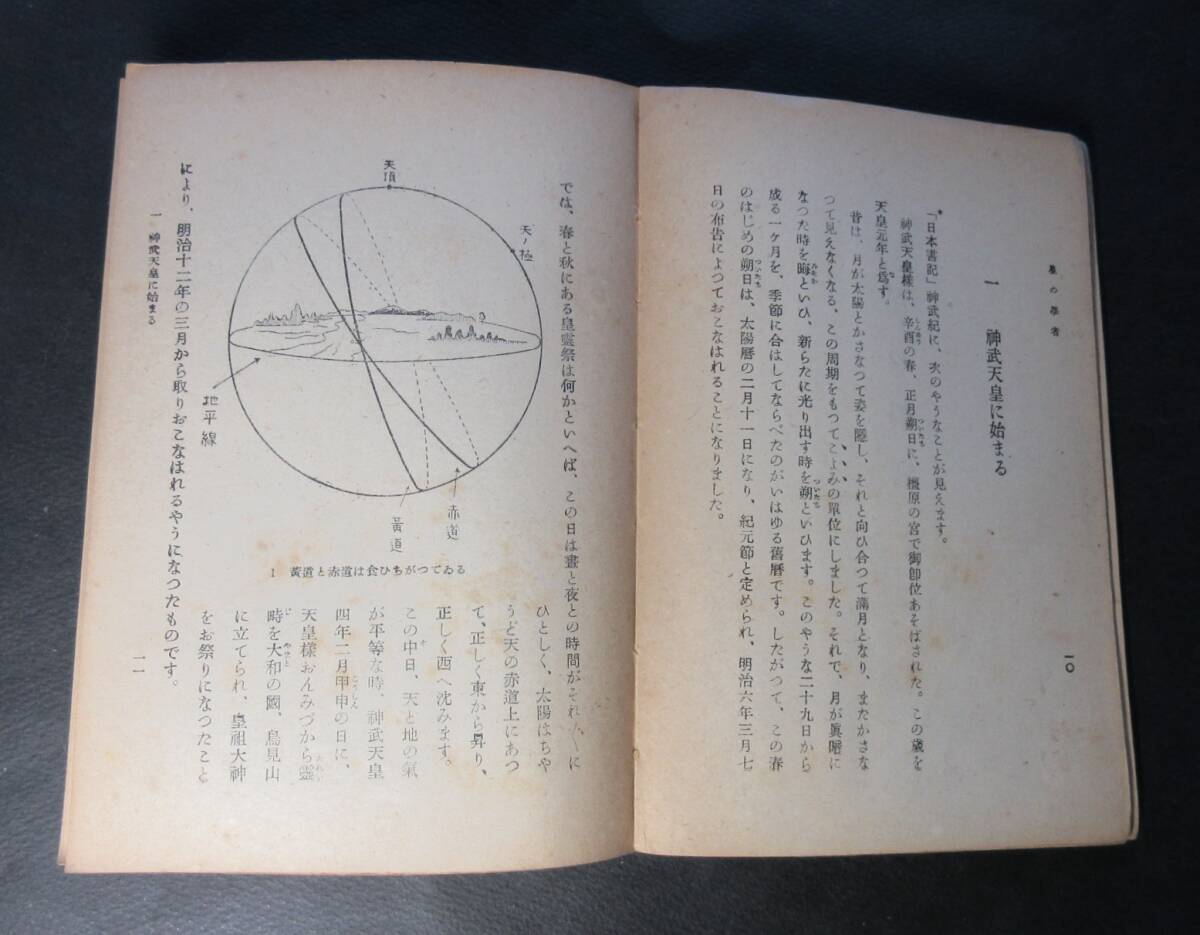 星の學者
一〇
一 神武天皇に始まる
*「日本書記」神武紀に、次のやうなことが見えます。
神武天皇樣は、辛酉の春、正月朔日に、橿原の宮で御卽位あそばされた。この歳を
天皇元年と爲す。
昔は、月が太陽とかさなつて姿を隱し、それと向ひ合つて滿月となり、またかさな
つて見えなくなる、この周期をもつて、こよみの單位にしました。それで、月が眞暗に
なつた時を晦といひ、新らたに光り出す時を朔といひます。このやうな二十九日から
成る一ヶ月を、季節に合はしてならべたのがいはゆる舊曆です。したがつて、この春
のはじめの朔日は、太陽曆の二月十一日になり、紀元節と定められ、明治六年三月七
日の布告によつておこなはれることになりました。
では、春と秋にある皇靈祭は何かといへば、この日は晝と夜との時間がそれ〲に
ひとしく、太陽はちや
うど天の赤道上にあつ
て、正しく東から昇り、
正しく西へ沈みます。
この中日、天と地の氣
が平等な時、神武天皇
四年二月甲申の日に、
天皇樣おんみづから靈
時を大和の國、鳥見山
に立てられ、皇祖大神
をお祭りになつたこと
により、明治十二年の三月から取りおこなはれるやうになつたものです。
天頂
天ノ極
地平線
黃道
赤道
1 黃道と赤道は食ひちがつてゐる
一 神武天皇に始まる
一一